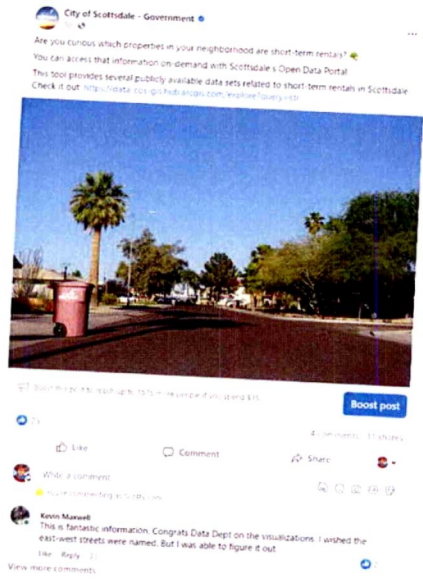 City of Scottsdale - Government
Are you curious which properties in your neighborhood are short-term rentals?
You can access that information on-demand with Scottsdale's Open Data Portal
This tool provides several publicly available data sets related to short-term rentals in Scottsdale
Check it out:
Boost post
Like
Comment
Share
Write a comment
Kevin Maxwell
This is fantastic information. Congrats Data Dept on the visualizations. I wished the
east-west streets were named. But I was able to figure it out
Like Reply
View more comments